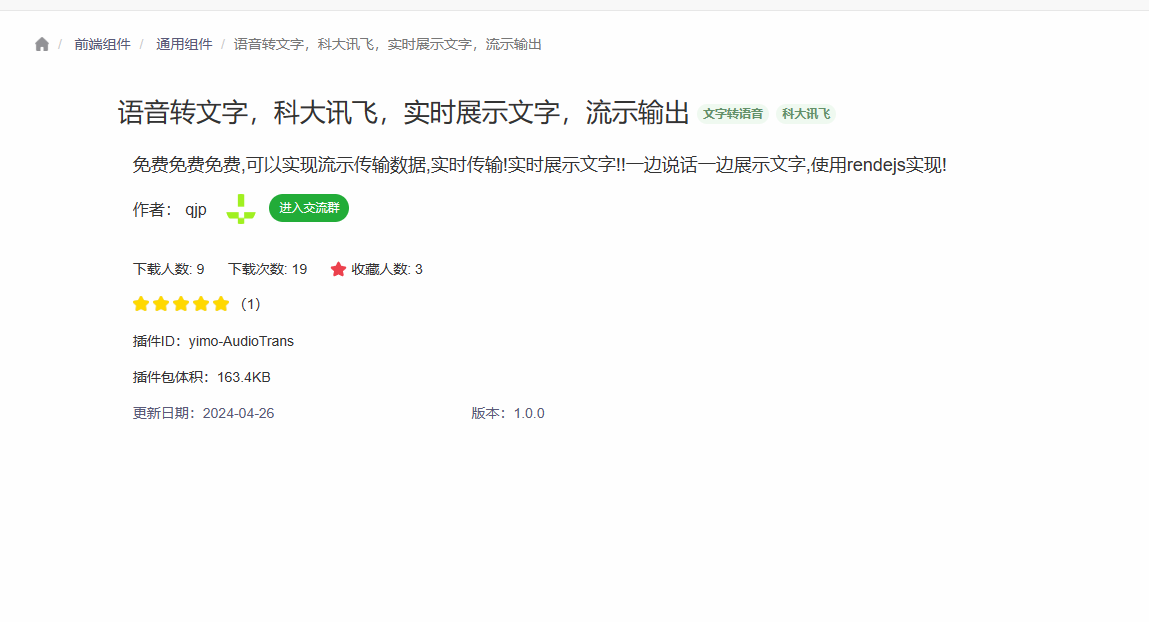 / 前端组件 / 通用组件 / 语音转文字，科大讯飞，实时展示文字，流示输出
语音转文字，科大讯飞，实时展示文字，流示输出 文字转语音 科大讯飞
免费免费免费,可以实现流示传输数据,实时传输!实时展示文字!!一边说话一边展示文字,使用rendejs实现!
作者： qjp 进入交流群
下载人数: 9 下载次数: 19 收藏人数: 3
（1）
插件ID：yimo-AudioTrans
插件包体积：163.4KB
更新日期：2024-04-26 版本：1.0.0